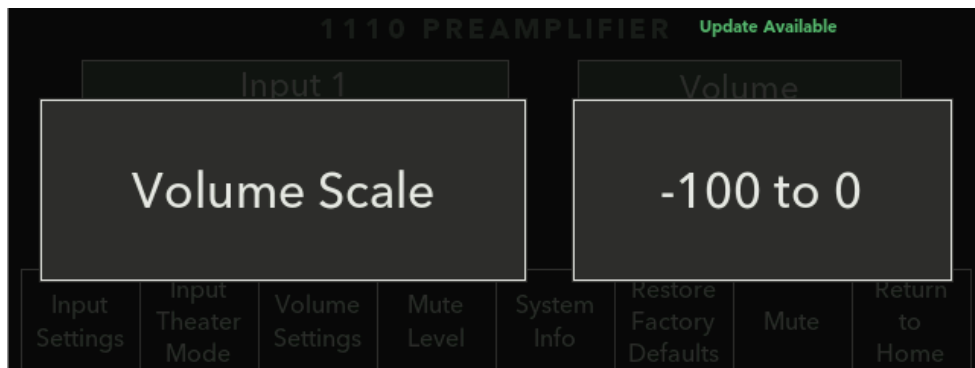 1110 PREAMPLIFIER
Update Available
Input 1
Volume
Volume Scale
-100 to 0
Input
Settings
Input
Theater
Mode
Volume
Settings
Mute
Level
System
Info
Restore
Factory
Defaults
Mute
Return
to
Home